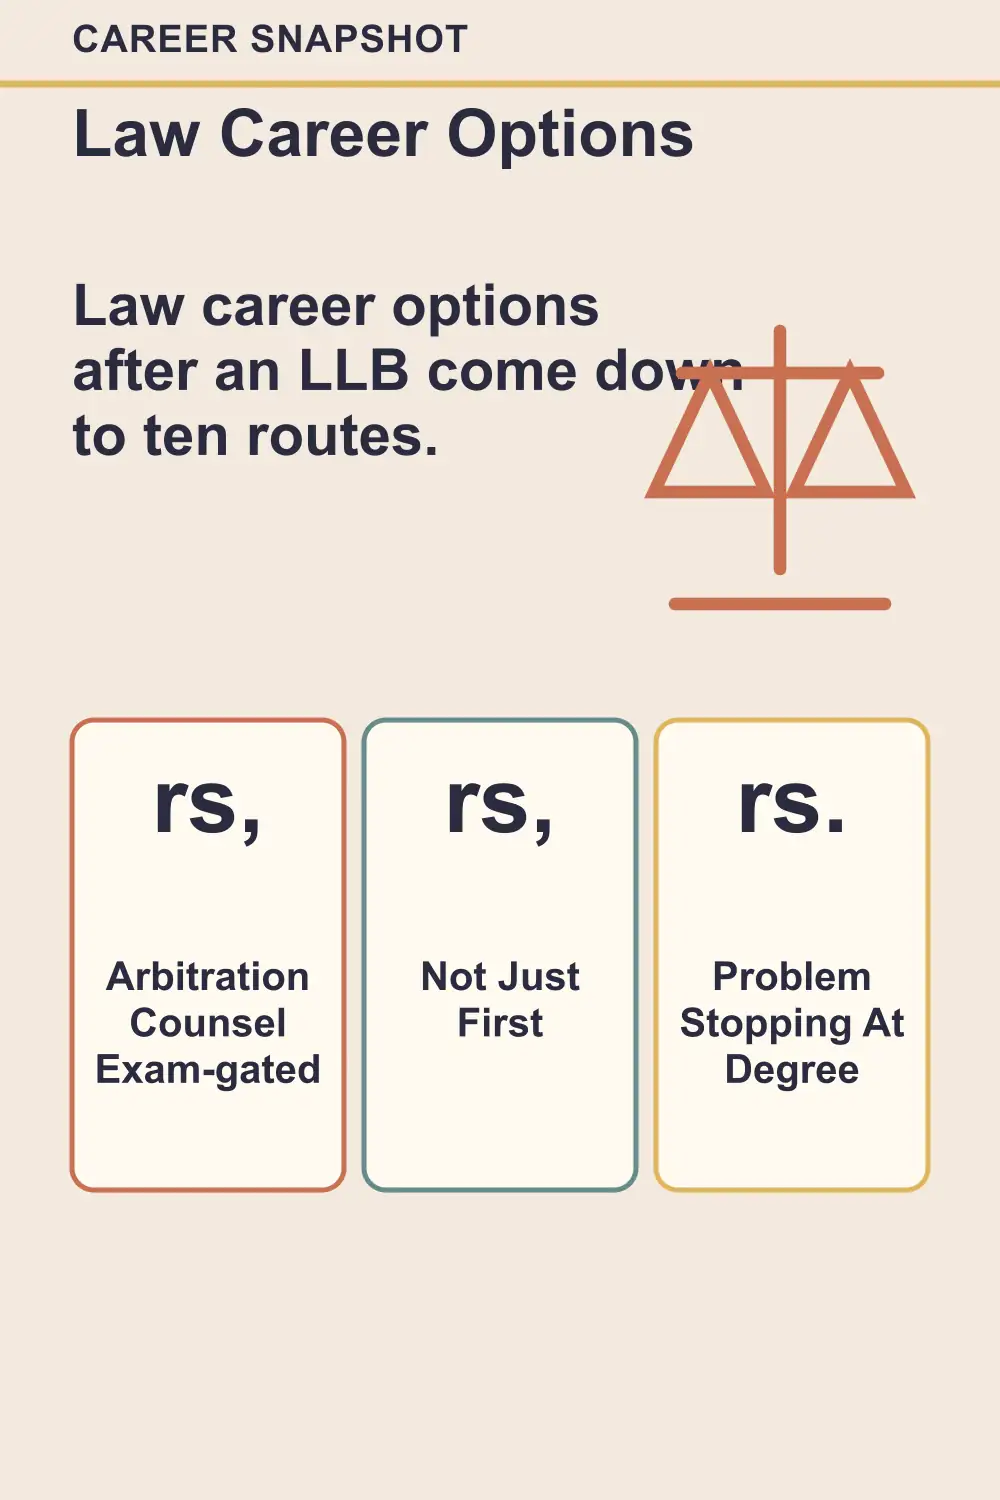 CAREER SNAPSHOT
Law Career Options
Law career options
after an LLB come down
to ten routes.
rs,
Arbitration
Counsel
Exam-gated
rs,
Not Just
First
rs.
Problem
Stopping At
Degree